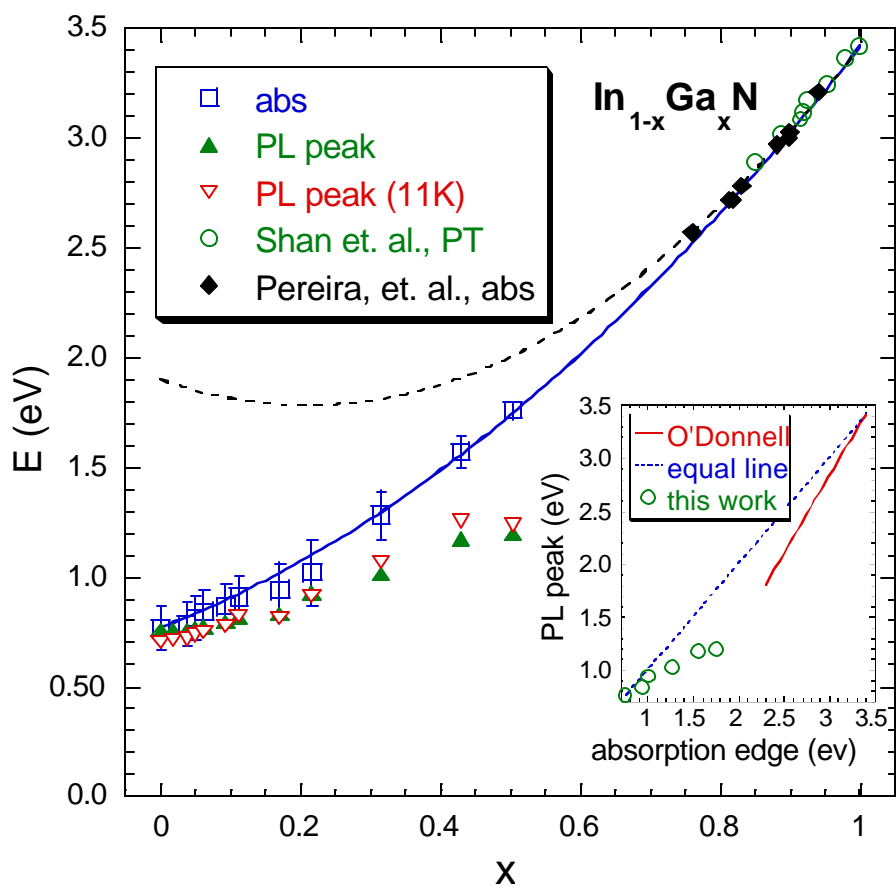 3.5
3.0
2.5
2.0
1.5
1.0
0.50
0.0
E (eV)
0
0.2
0.4
0.6
0.8
1
x
abs
PL peak
PL peak (11K)
Shan et. al., PT
Pereira, et. al., abs
In1-xGaxN
3.5
3.0
2.5
2.0
1.5
1.0
PL peak (eV)
O'Donnell
equal line
this work
1
1.5
2
2.5
3
3.5
absorption edge (ev)